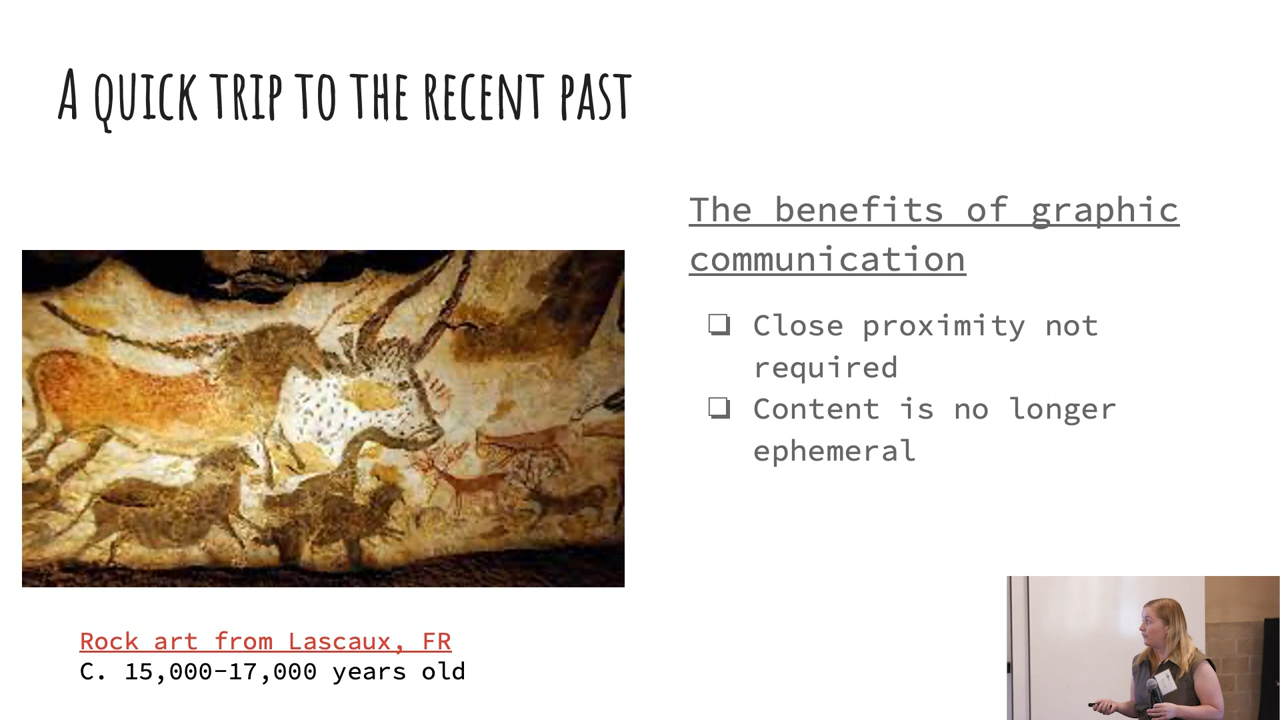 A quick trip to the recent past
The benefits of graphic
communication
❏ Close proximity not
required
❏ Content is no longer
ephemeral
Rock art from Lascaux, FR
C. 15,000-17,000 years old